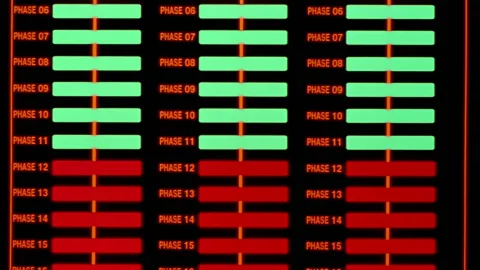 PHASE 06 PHASE 06 PHASE 06
PHASE 07 PHASE 07 PHASE 07
PHASE 08 PHASE 08 PHASE 08
PHASE 09 PHASE 09 PHASE 09
PHASE 10 PHASE 10 PHASE 10
PHASE 11 PHASE 11 PHASE 11
PHASE 12 PHASE 12 PHASE 12
PHASE 13 PHASE 13 PHASE 13
PHASE 14 PHASE 14 PHASE 14
PHASE 15 PHASE 15 PHASE 15